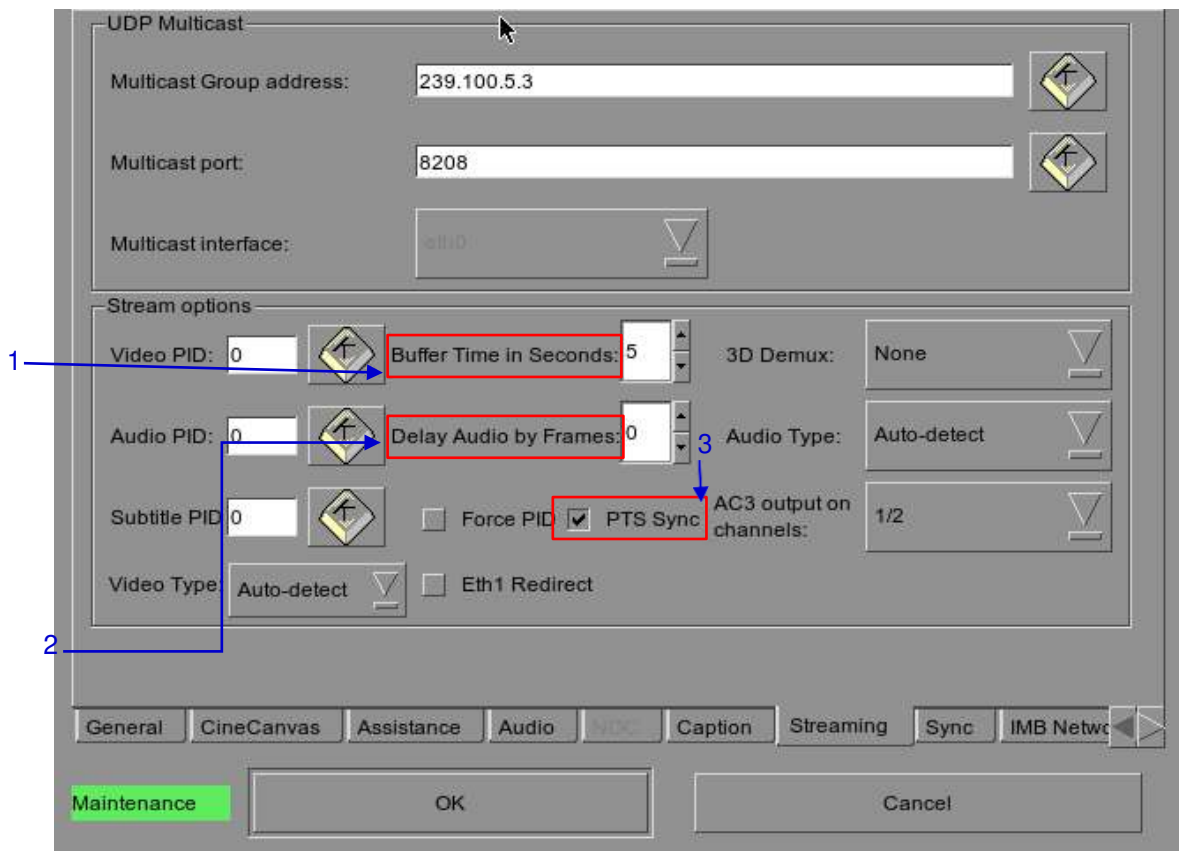 UDP Multicast
Multicast Group address: 239.100.5.3
Multicast port: 8208
Multicast interface: eth0
Stream options
1
Video PID: 0 Buffer Time in Seconds: 5 3D Demux: None
Audio PID: 0 Delay Audio by Frames: 0 3 Audio Type: Auto-detect
Subtitle PID 0 Force PID PTS Sync AC3 output on channels: 1/2
Video Type: Auto-detect Eth1 Redirect
2
General CineCanvas Assistance Audio NOC Caption Streaming Sync IMB Netwo
Maintenance OK Cancel